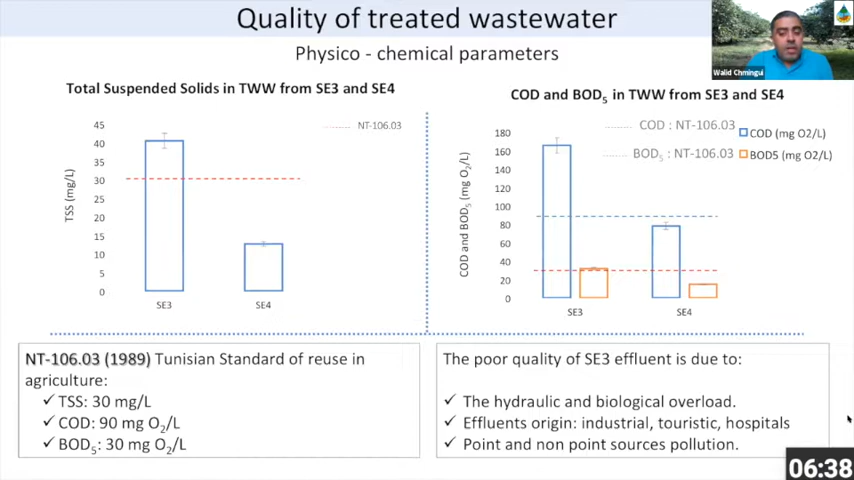 Quality of treated wastewater
Physico - chemical parameters
Walid Chmingui
Total Suspended Solids in TWW from SE3 and SE4
NT-106.03
TSS (mg/L)
45
40
35
30
25
20
15
10
5
0
SE3
SE4
COD and BOD5 in TWW from SE3 and SE4
COD : NT-106.03
BOD5 : NT-106.03
COD (mg O2/L)
BOD5 (mg O2/L)
COD and BOD5 (mg O2/L)
180
160
140
120
100
80
60
40
20
0
SE3
SE4
NT-106.03 (1989) Tunisian Standard of reuse in
agriculture:
✓ TSS: 30 mg/L
✓ COD: 90 mg O2/L
✓ BOD5: 30 mg O2/L
The poor quality of SE3 effluent is due to:
✓ The hydraulic and biological overload.
✓ Effluents origin: industrial, touristic, hospitals
✓ Point and non point sources pollution.
06:38